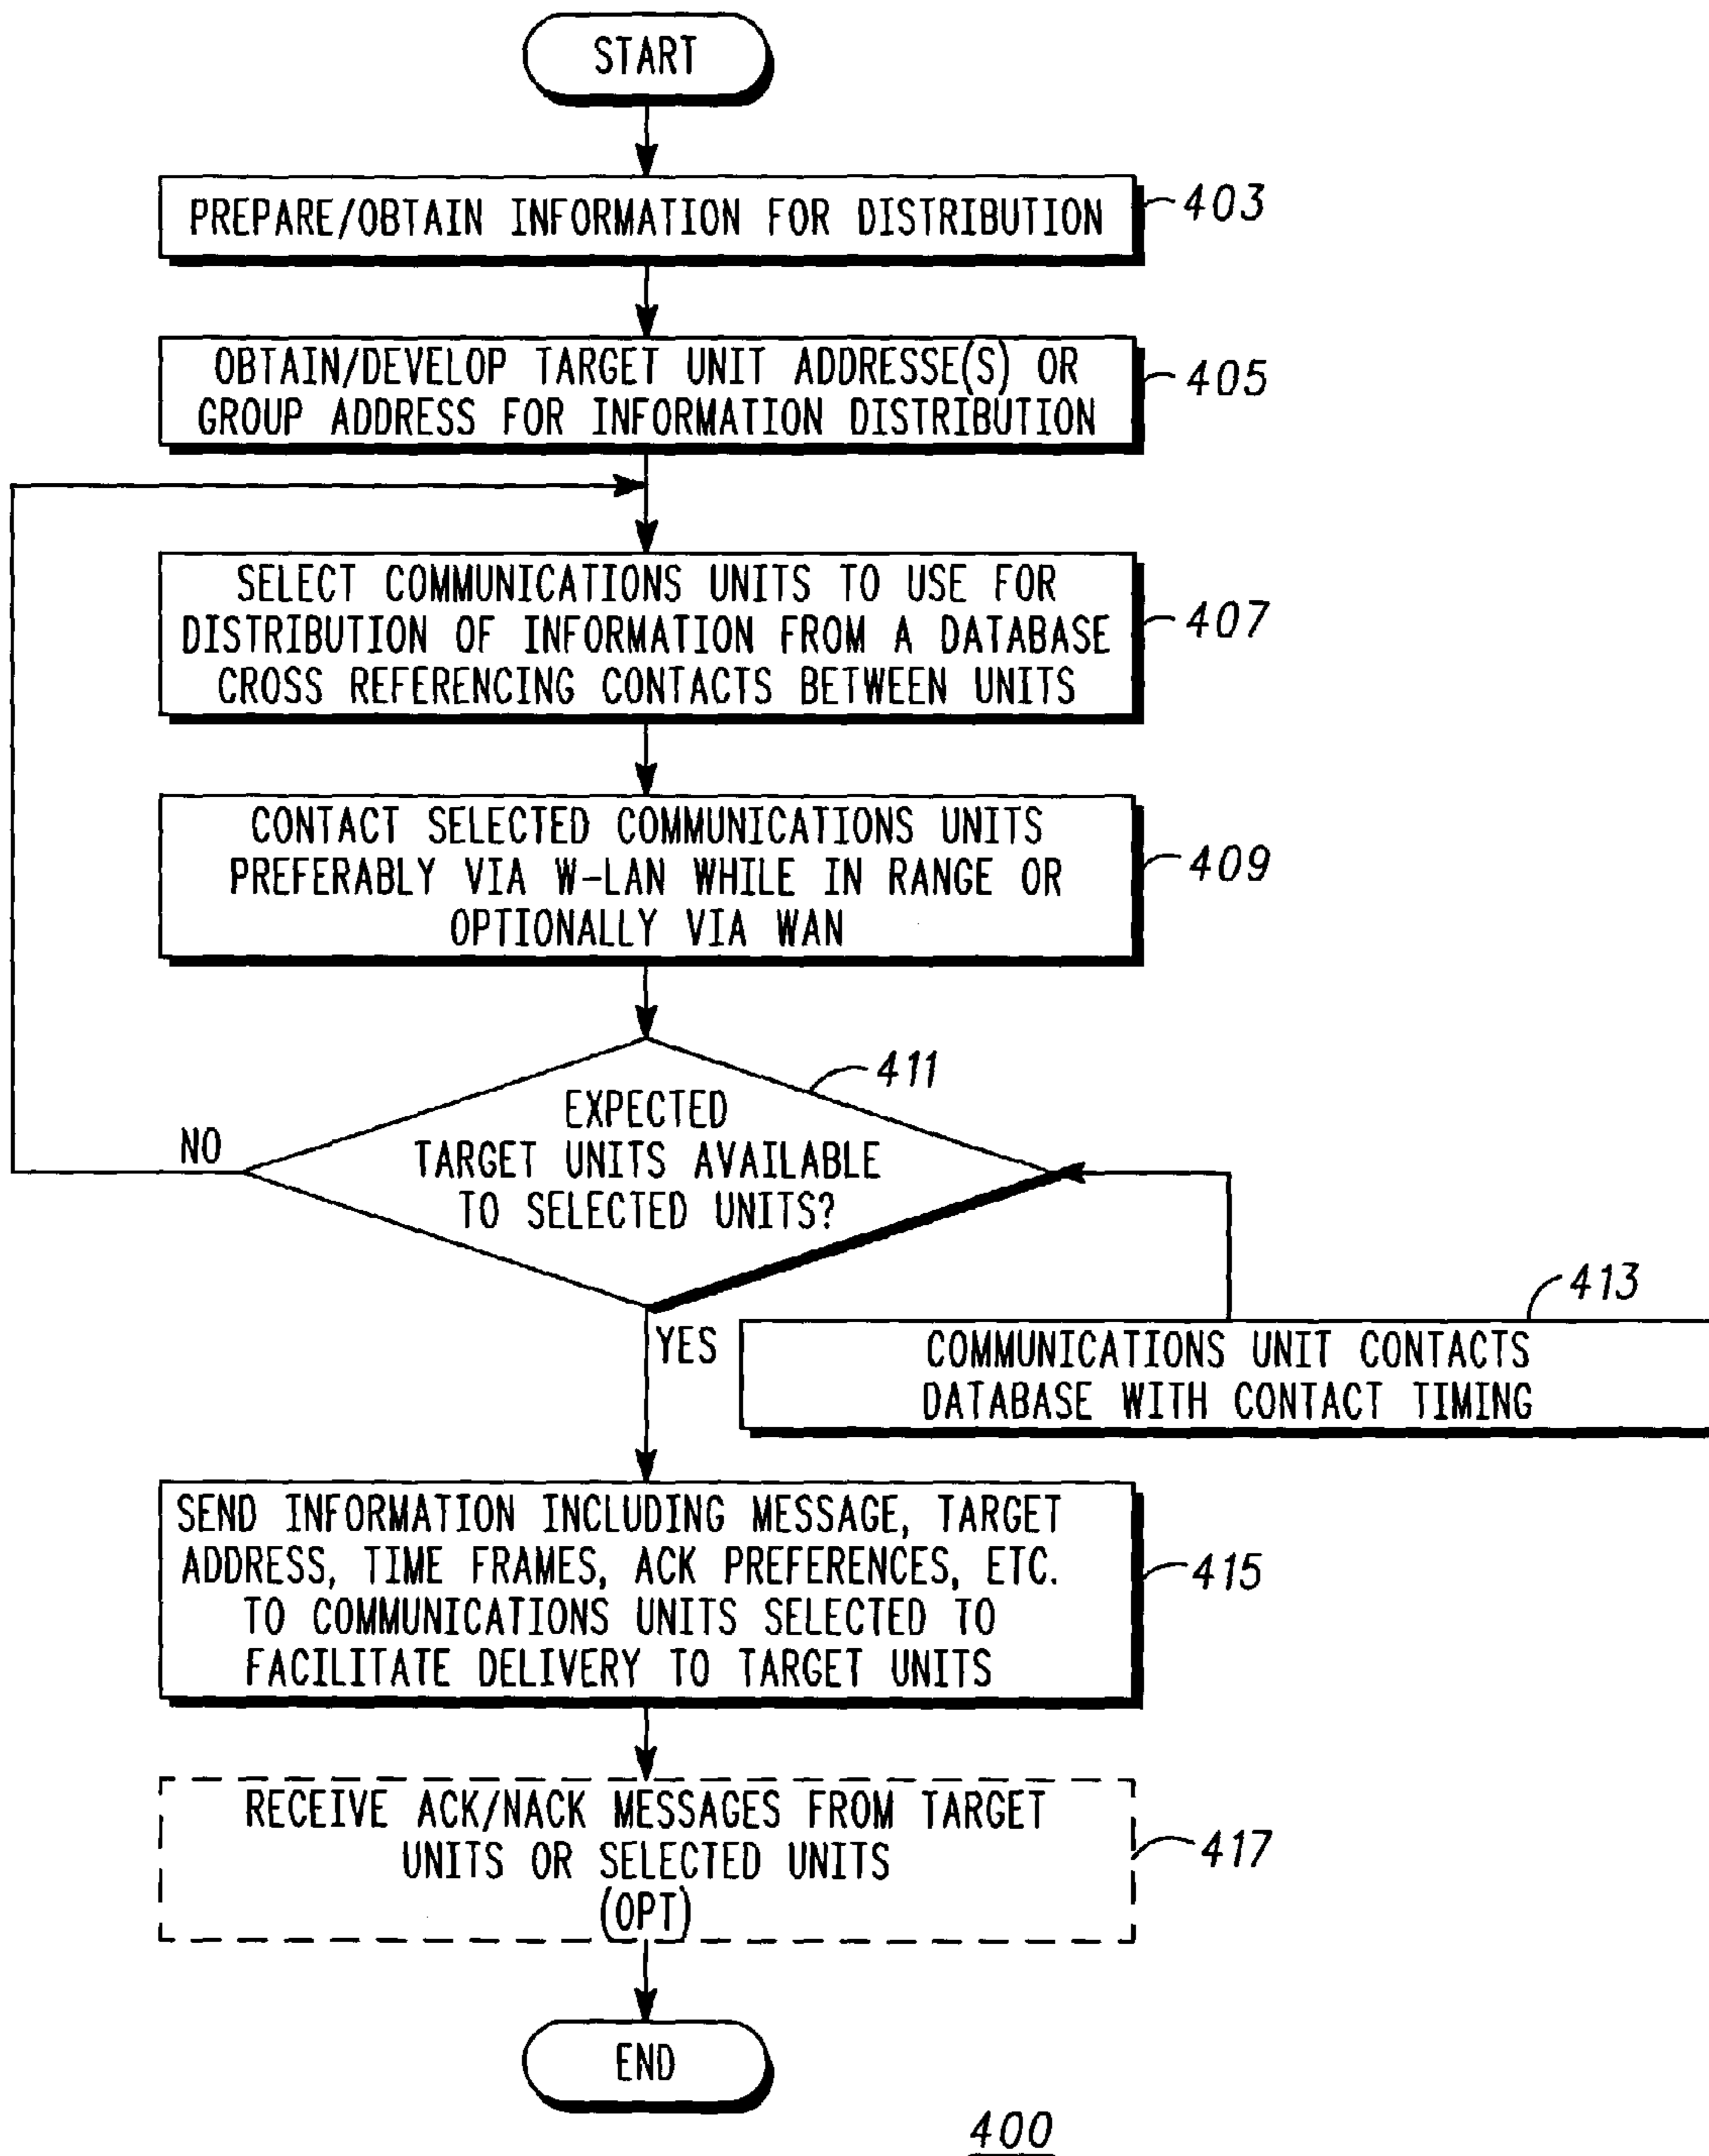 START
PREPARE/OBTAIN INFORMATION FOR DISTRIBUTION
403
OBTAIN/DEVELOP TARGET UNIT ADDRESSE(S) OR
GROUP ADDRESS FOR INFORMATION DISTRIBUTION
405
SELECT COMMUNICATIONS UNITS TO USE FOR
DISTRIBUTION OF INFORMATION FROM A DATABASE
CROSS REFERENCING CONTACTS BETWEEN UNITS
407
CONTACT SELECTED COMMUNICATIONS UNITS
PREFERABLY VIA W-LAN WHILE IN RANGE OR
OPTIONALLY VIA WAN
409
411
EXPECTED
TARGET UNITS AVAILABLE
TO SELECTED UNITS?
NO
YES
413
COMMUNICATIONS UNIT CONTACTS
DATABASE WITH CONTACT TIMING
SEND INFORMATION INCLUDING MESSAGE, TARGET
ADDRESS, TIME FRAMES, ACK PREFERENCES, ETC.
TO COMMUNICATIONS UNITS SELECTED TO
FACILITATE DELIVERY TO TARGET UNITS
415
RECEIVE ACK/NACK MESSAGES FROM TARGET
UNITS OR SELECTED UNITS
(OPT)
417
END
400